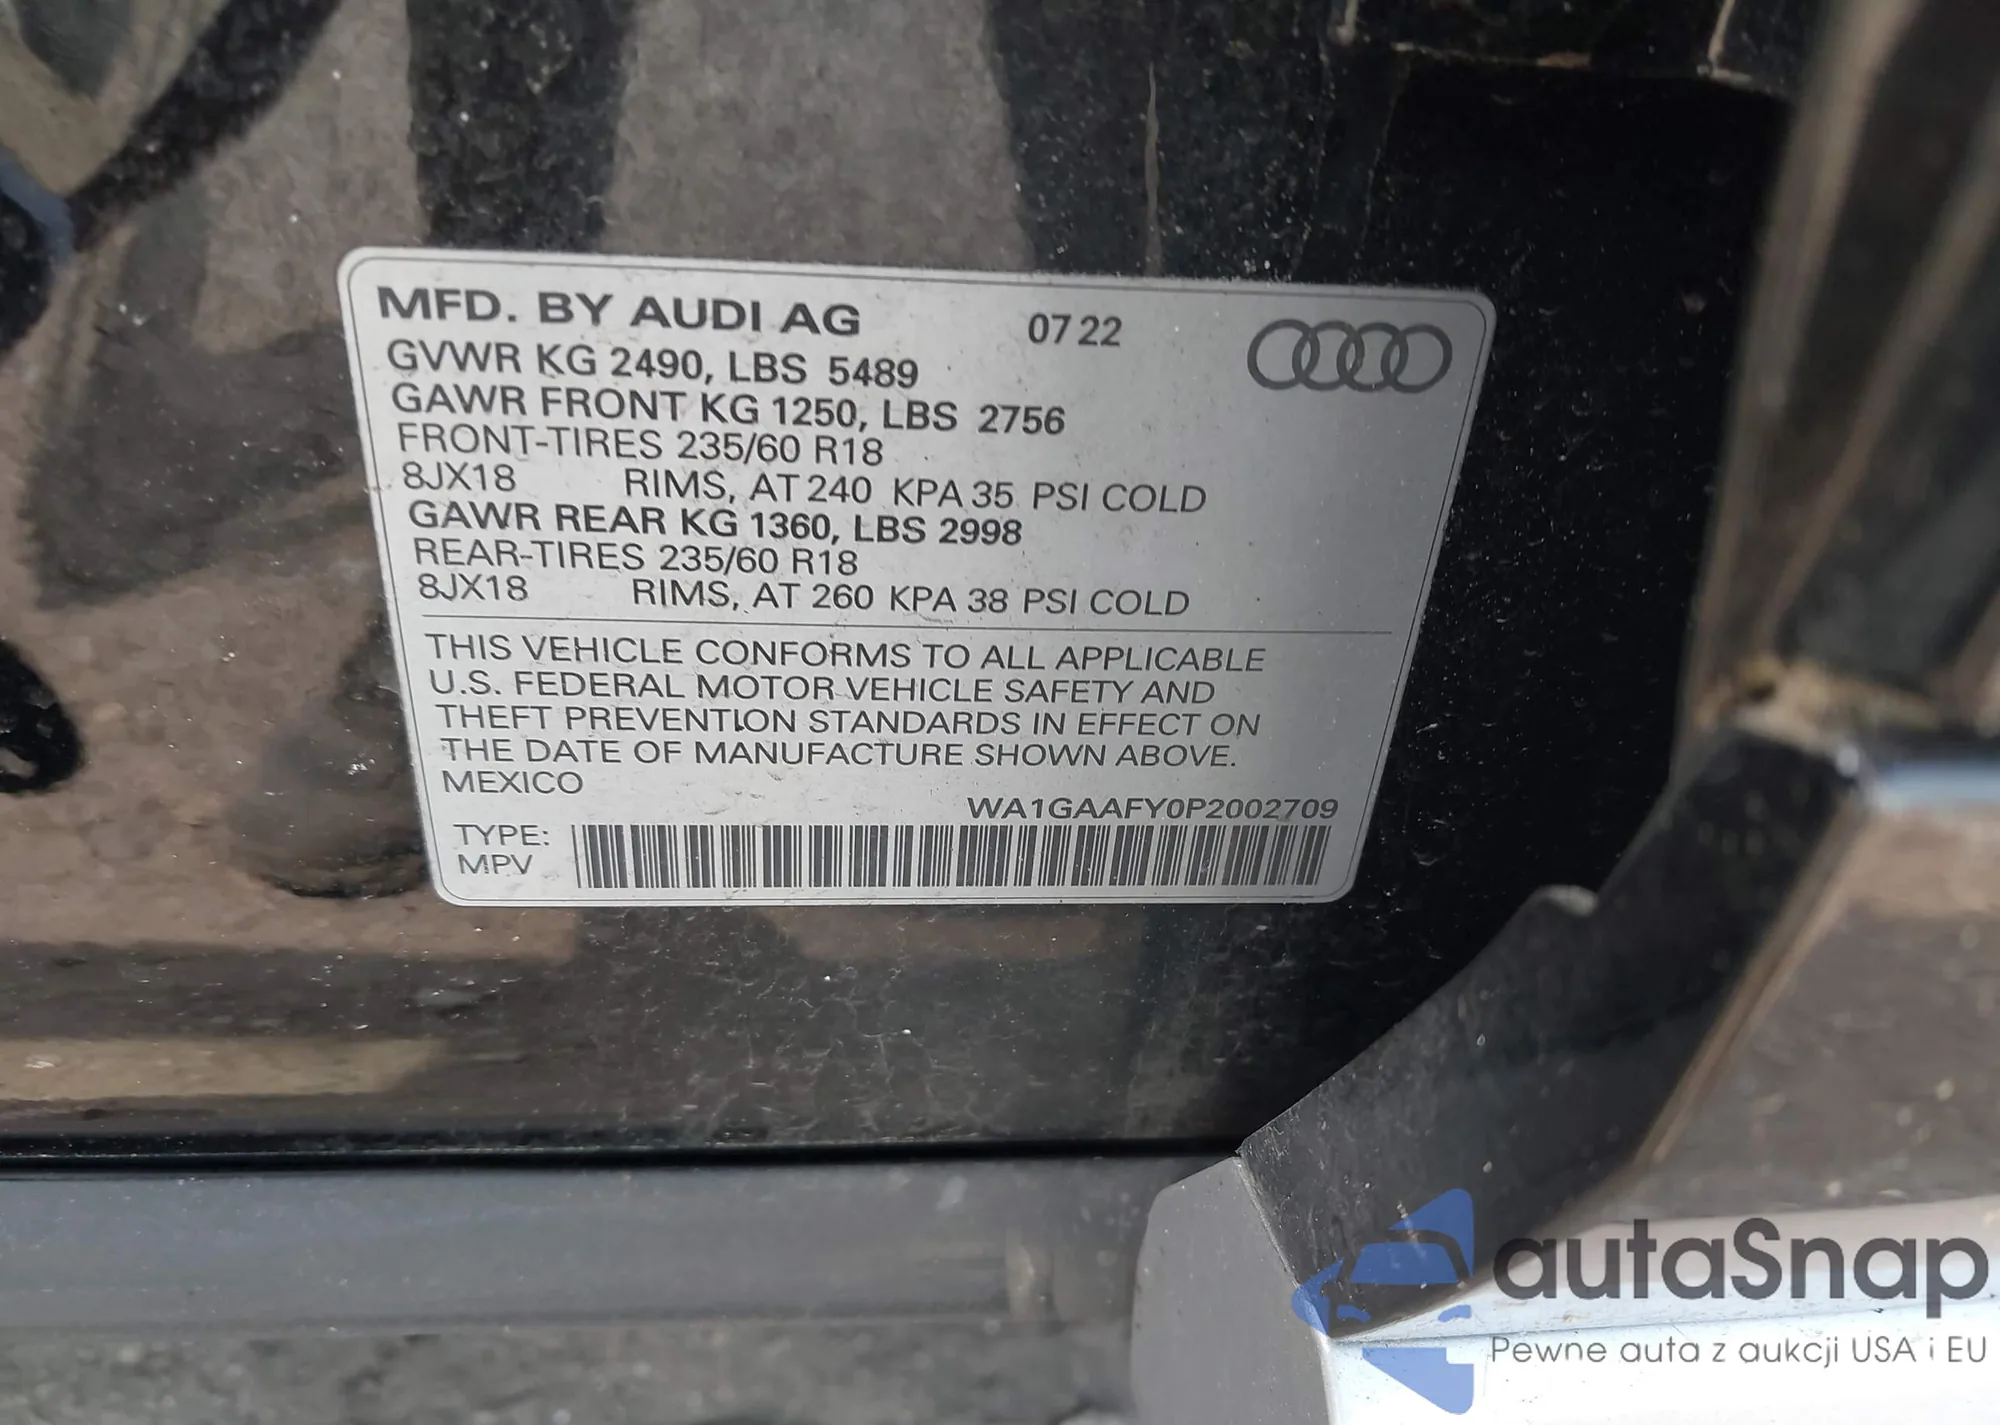 MFD. BY AUDI AG 07 22
GVWR KG 2490, LBS 5489
GAWR FRONT KG 1250, LBS 2756
FRONT-TIRES 235/60 R18
8JX18 RIMS, AT 240 KPA 35 PSI COLD
GAWR REAR KG 1360, LBS 2998
REAR-TIRES 235/60 R18
8JX18 RIMS, AT 260 KPA 38 PSI COLD
THIS VEHICLE CONFORMS TO ALL APPLICABLE
U.S. FEDERAL MOTOR VEHICLE SAFETY AND
THEFT PREVENTION STANDARDS IN EFFECT ON
THE DATE OF MANUFACTURE SHOWN ABOVE.
MEXICO
WA1GAAFY0P2002709
TYPE:
MPV
autaSnap
Pewne auta z aukcji USA i EU